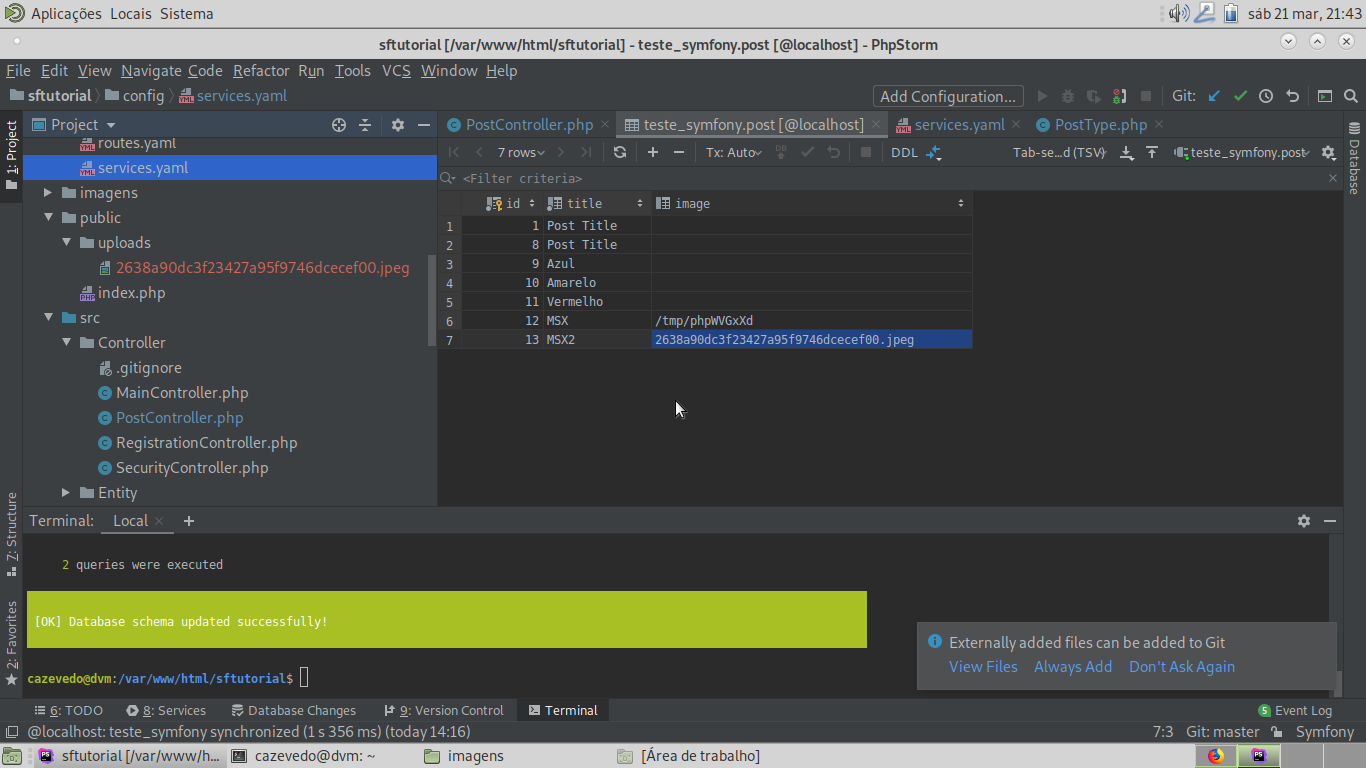 Aplicações Locais Sistema sáb 21 mar, 21:43
sftutorial [/var/www/html/sftutorial] - teste_symfony.post [@localhost] - PhpStorm
File Edit View Navigate Code Refactor Run Tools VCS Window Help
sftutorial config services.yaml Add Configuration... Git:
1: Project
Project
routes.yaml
services.yaml
imagens
public
uploads
2638a90dc3f23427a95f9746dcecef00.jpeg
index.php
src
Controller
.gitignore
MainController.php
PostController.php
RegistrationController.php
SecurityController.php
Entity
PostController.php teste_symfony.post [@localhost] services.yaml PostType.php
7 rows Tx: Auto DB DDL Tab-se...d (TSV) teste_symfony.post
<Filter criteria>
id title image
1 1 Post Title
2 8 Post Title
3 9 Azul
4 10 Amarelo
5 11 Vermelho
6 12 MSX /tmp/phpWVGxXd
7 13 MSX2 2638a90dc3f23427a95f9746dcecef00.jpeg
Database
7: Structure
2: Favorites
Terminal: Local
2 queries were executed
[OK] Database schema updated successfully!
cazevedo@dvm:/var/www/html/sftutorial$
Externally added files can be added to Git
View Files Always Add Don't Ask Again
6: TODO 8: Services Database Changes 9: Version Control Terminal 5 Event Log
@localhost: teste_symfony synchronized (1 s 356 ms) (today 14:16) 7:3 Git: master Symfony
sftutorial [/var/www/h... cazevedo@dvm: ~ imagens [Área de trabalho]